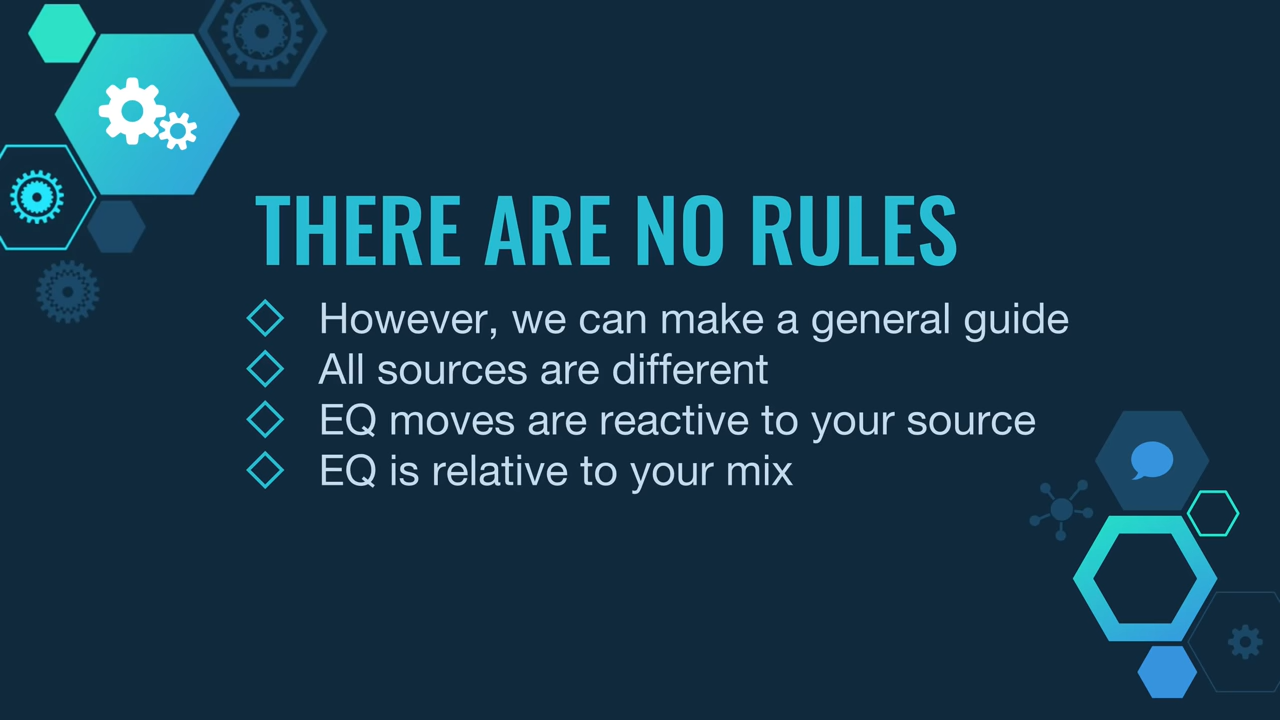 THERE ARE NO RULES
However, we can make a general guide
All sources are different
EQ moves are reactive to your source
EQ is relative to your mix